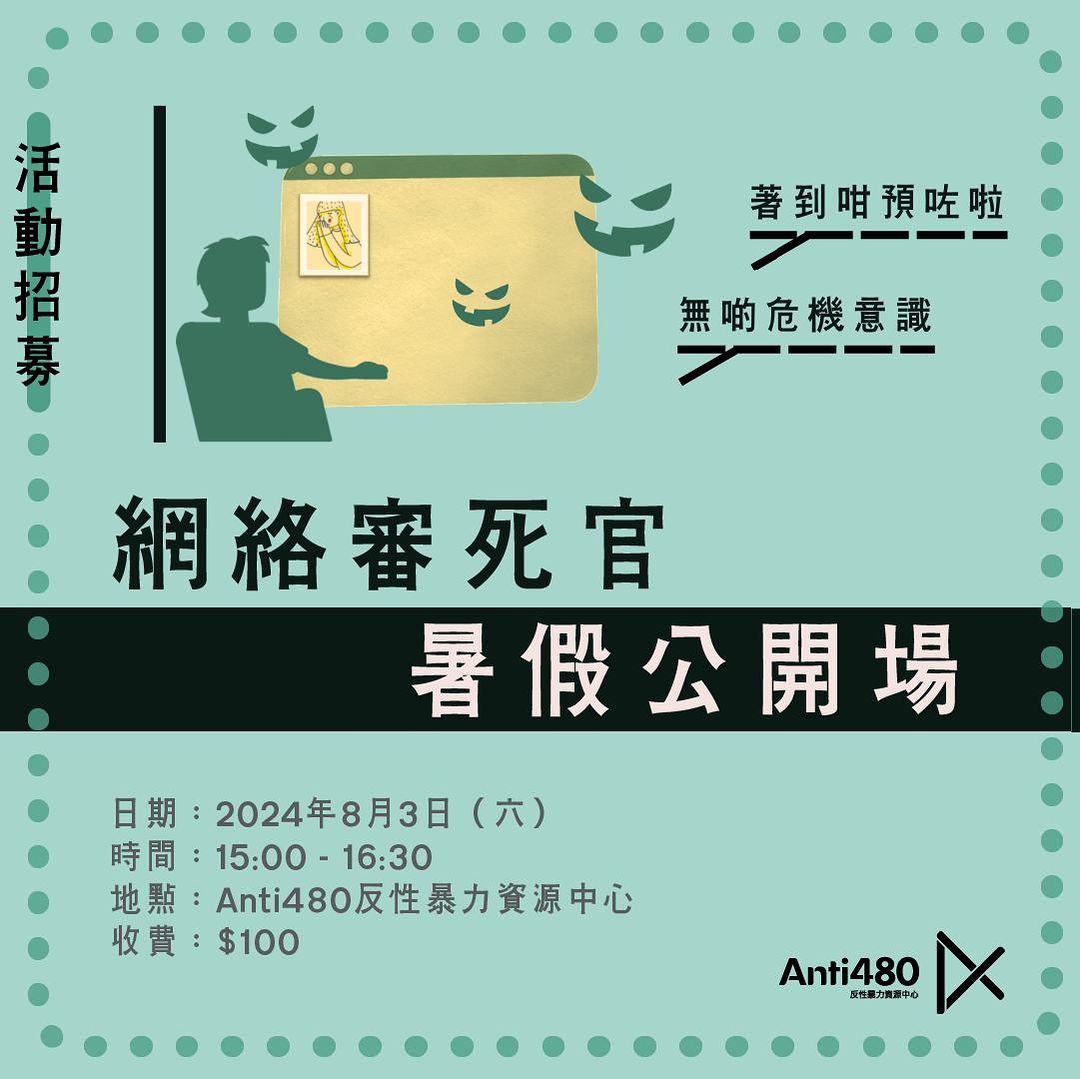 活動招募
著到咁預咗啦
無啲危機意識
網絡審死官
暑假公開場
日期：2024年8月3日（六）
時間：15:00 - 16:30
地點：Anti480反性暴力資源中心
收費：$100
Anti480
反性暴力資源中心